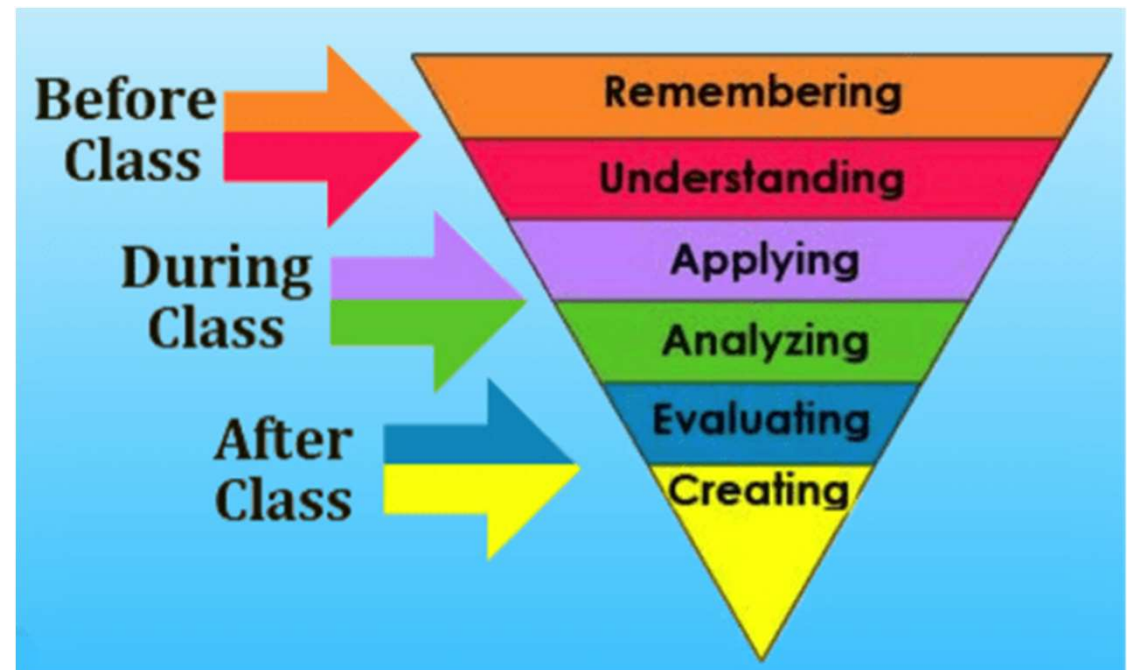 Before
Class
Remembering
Understanding
During
Class
Applying
Analyzing
After
Class
Evaluating
Creating